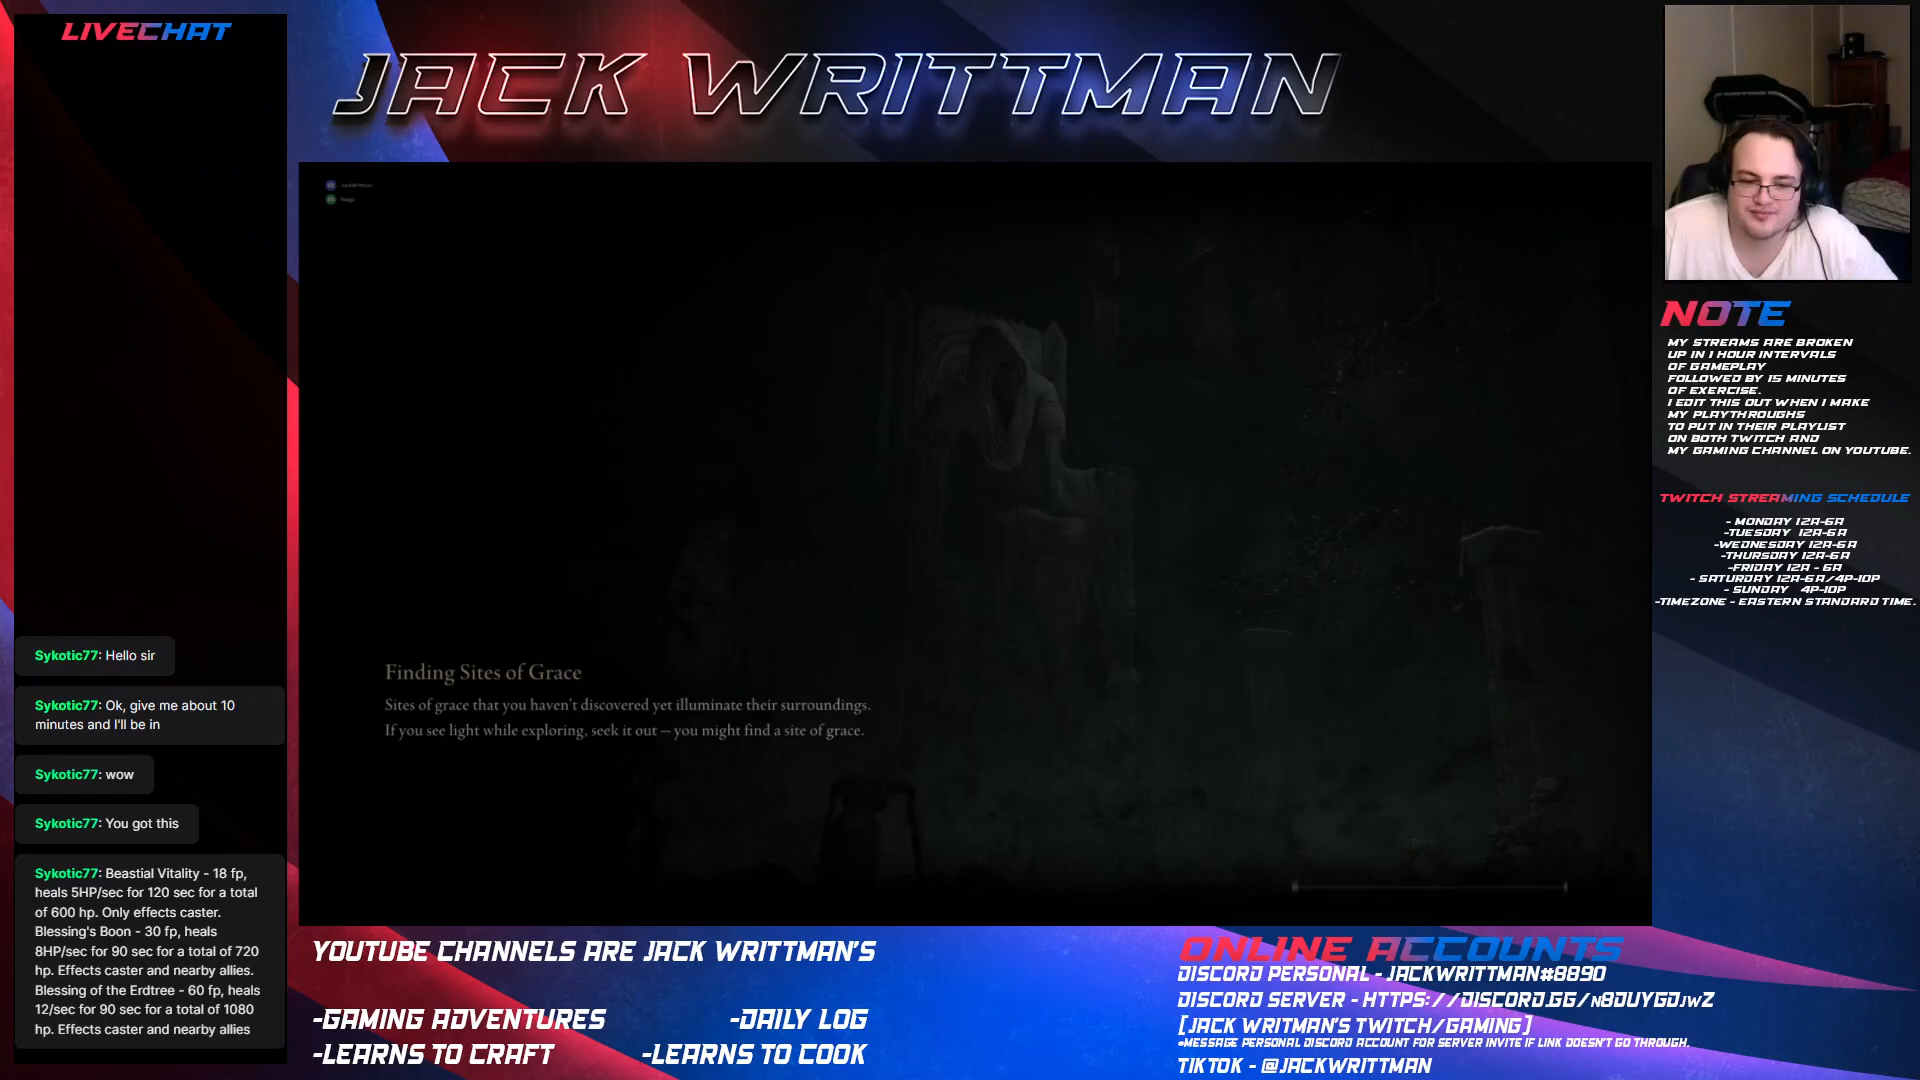 LIVECHAT
JACK WRITTMAN
JackWrittman
Sykotic77: Hello sir
Sykotic77: Ok, give me about 10
minutes and I'll be in
Sykotic77: wow
Sykotic77: You got this
Sykotic77: Beastial Vitality - 18 fp,
heals 5HP/sec for 120 sec for a total
of 600 hp. Only effects caster.
Blessing's Boon - 30 fp, heals
8HP/sec for 90 sec for a total of 720
hp. Effects caster and nearby allies.
Blessing of the Erdtree - 60 fp, heals
12/sec for 90 sec for a total of 1080
hp. Effects caster and nearby allies
Finding Sites of Grace
Sites of grace that you haven't discovered yet illuminate their surroundings.
If you see light while exploring, seek it out – you might find a site of grace.
NOTE
MY STREAMS ARE BROKEN
UP IN 1 HOUR INTERVALS
OF GAMEPLAY
FOLLOWED BY 15 MINUTES
OF EXERCISE.
I EDIT THIS OUT WHEN I MAKE
MY PLAYTHROUGHS
TO PUT IN THEIR PLAYLIST
ON BOTH TWITCH AND
MY GAMING CHANNEL ON YOUTUBE.
TWITCH STREAMING SCHEDULE
- MONDAY 12A-6A
-TUESDAY 12A-6A
-WEDNESDAY 12A-6A
-THURSDAY 12A-6A
-FRIDAY 12A - 6A
- SATURDAY 12A-6A/4P-10P
- SUNDAY 4P-10P
-TIMEZONE - EASTERN STANDARD TIME.
YOUTUBE CHANNELS ARE JACK WRITTMAN'S
-GAMING ADVENTURES -DAILY LOG
-LEARNS TO CRAFT -LEARNS TO COOK
ONLINE ACCOUNTS
DISCORD PERSONAL - JACKWRITTMAN#8890
DISCORD SERVER - HTTPS://DISCORD.GG/N8DUYGDJWZ
[JACK WRITMAN'S TWITCH/GAMING]
*MESSAGE PERSONAL DISCORD ACCOUNT FOR SERVER INVITE IF LINK DOESN'T GO THROUGH.
TIKTOK - @JACKWRITTMAN